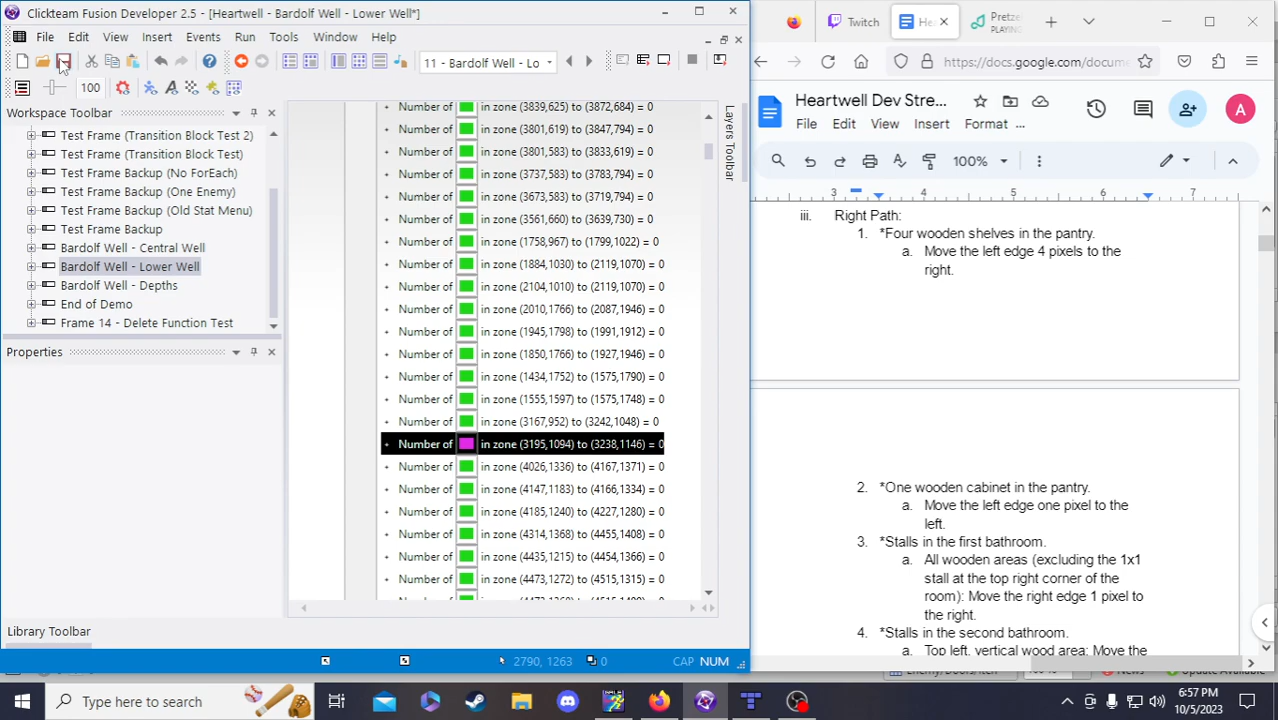 Clickteam Fusion Developer 2.5 - [Heartwell - Bardolf Well - Lower Well*]
File Edit View Insert Events Run Tools Window Help
11 - Bardolf Well - Lo
100
Workspace Toolbar
Test Frame (Transition Block Test 2)
Test Frame (Transition Block Test)
Test Frame Backup (No ForEach)
Test Frame Backup (One Enemy)
Test Frame Backup (Old Stat Menu)
Test Frame Backup
Bardolf Well - Central Well
Bardolf Well - Lower Well
Bardolf Well - Depths
End of Demo
Frame 14 - Delete Function Test
Properties
Library Toolbar
Number of in zone (3839,625) to (3872,684) = 0
Number of in zone (3801,619) to (3847,794) = 0
Number of in zone (3801,583) to (3833,619) = 0
Number of in zone (3737,583) to (3783,794) = 0
Number of in zone (3673,583) to (3719,794) = 0
Number of in zone (3561,660) to (3639,730) = 0
Number of in zone (1758,967) to (1799,1022) = 0
Number of in zone (1884,1030) to (2119,1070) = 0
Number of in zone (2104,1010) to (2119,1070) = 0
Number of in zone (2010,1766) to (2087,1946) = 0
Number of in zone (1945,1798) to (1991,1912) = 0
Number of in zone (1850,1766) to (1927,1946) = 0
Number of in zone (1434,1752) to (1575,1790) = 0
Number of in zone (1555,1597) to (1575,1748) = 0
Number of in zone (3167,952) to (3242,1048) = 0
Number of in zone (3195,1094) to (3238,1146) = 0
Number of in zone (4026,1336) to (4167,1371) = 0
Number of in zone (4147,1183) to (4166,1334) = 0
Number of in zone (4185,1240) to (4227,1280) = 0
Number of in zone (4314,1368) to (4455,1408) = 0
Number of in zone (4435,1215) to (4454,1366) = 0
Number of in zone (4473,1272) to (4515,1315) = 0
Layers Toolbar
2790, 1263 0 CAP NUM
Twitch
Hea
Pretzel
PLAYING
https://docs.google.com/docume
Heartwell Dev Stre...
A
File Edit View Insert Format ...
100%
3 4 5 6 7
iii. Right Path:
1. *Four wooden shelves in the pantry.
a. Move the left edge 4 pixels to the
right.
2. *One wooden cabinet in the pantry.
a. Move the left edge one pixel to the
left.
3. *Stalls in the first bathroom.
a. All wooden areas (excluding the 1x1
stall at the top right corner of the
room): Move the right edge 1 pixel to
the right.
4. *Stalls in the second bathroom.
a. Top left, vertical wood area: Move the
Type here to search
6:57 PM
10/5/2023